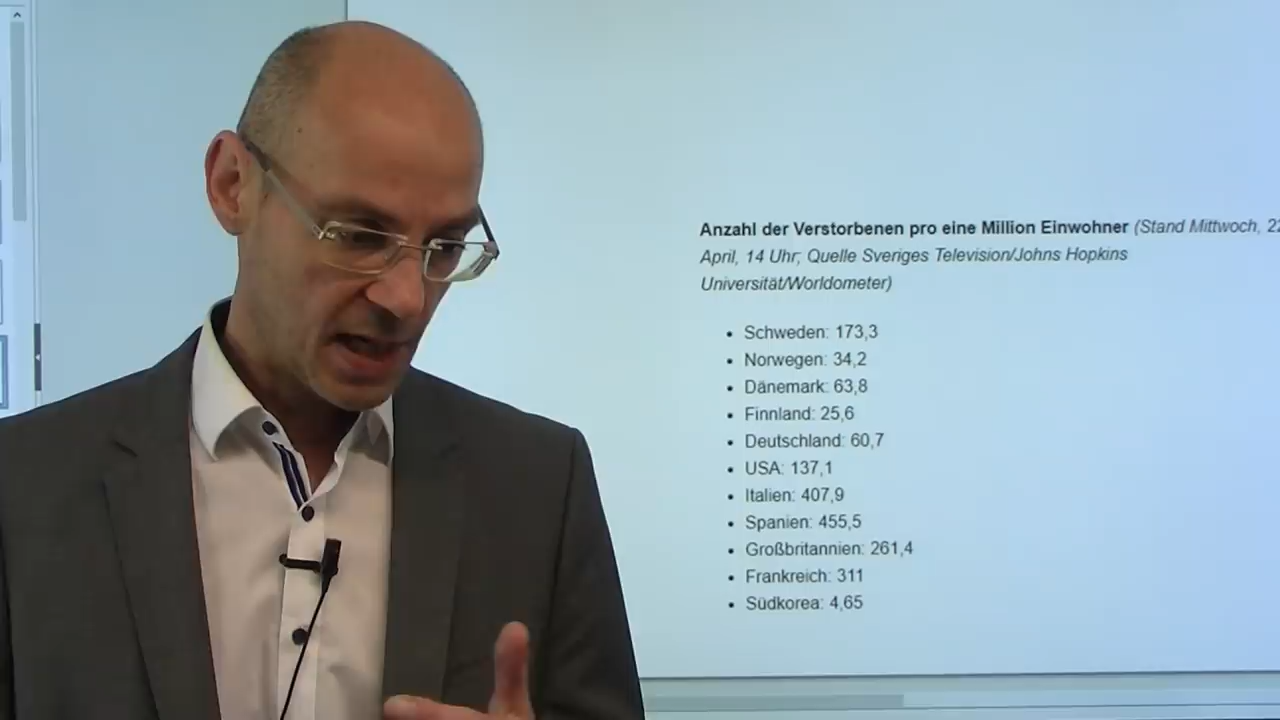 Anzahl der Verstorbenen pro eine Million Einwohner (Stand Mittwoch, 22
April, 14 Uhr; Quelle Sveriges Television/Johns Hopkins
Universität/Worldometer)
• Schweden: 173,3
• Norwegen: 34,2
• Dänemark: 63,8
• Finnland: 25,6
• Deutschland: 60,7
• USA: 137,1
• Italien: 407,9
• Spanien: 455,5
• Großbritannien: 261,4
• Frankreich: 311
• Südkorea: 4,65